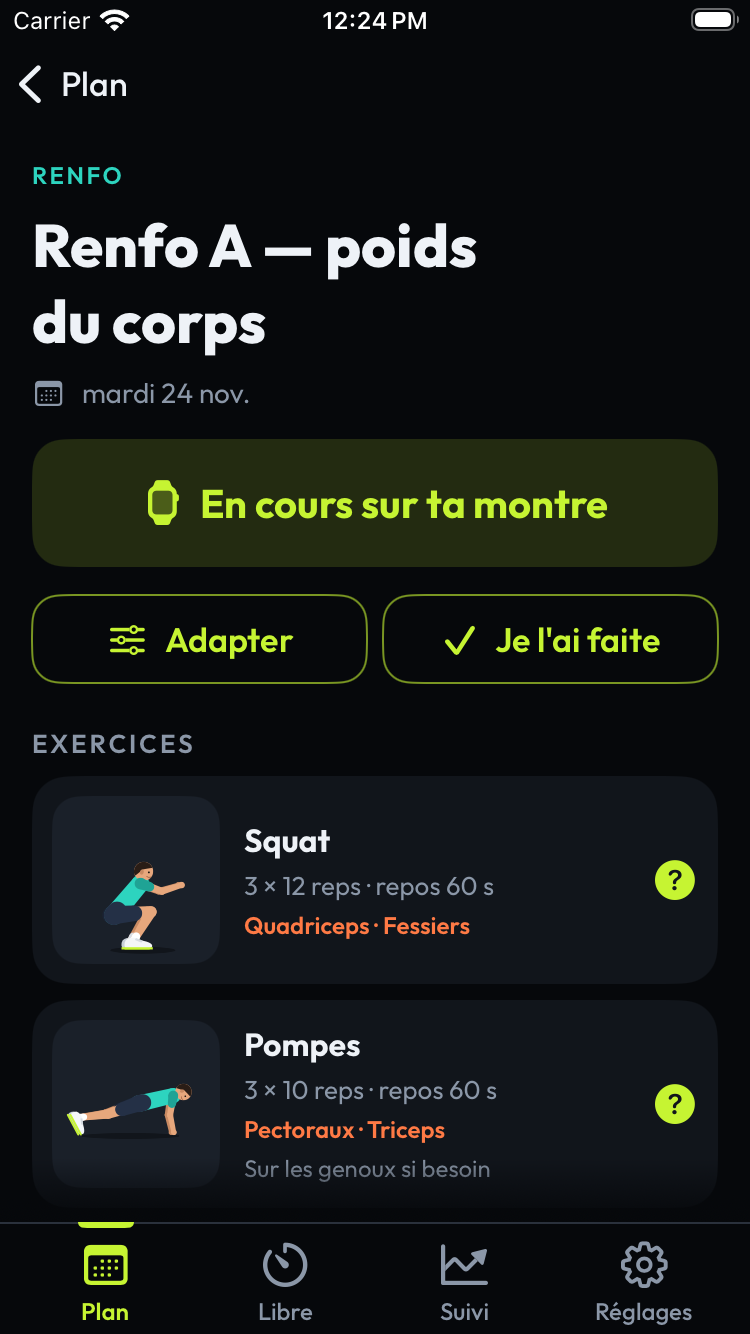 Carrier 12:24 PM
Plan
RENFO
Renfo A — poids
du corps
mardi 24 nov.
En cours sur ta montre
Adapter
Je l'ai faite
EXERCICES
Squat
3 × 12 reps · repos 60 s
Quadriceps · Fessiers
?
Pompes
3 × 10 reps · repos 60 s
Pectoraux · Triceps
Sur les genoux si besoin
?
Plan Libre Suivi Réglages